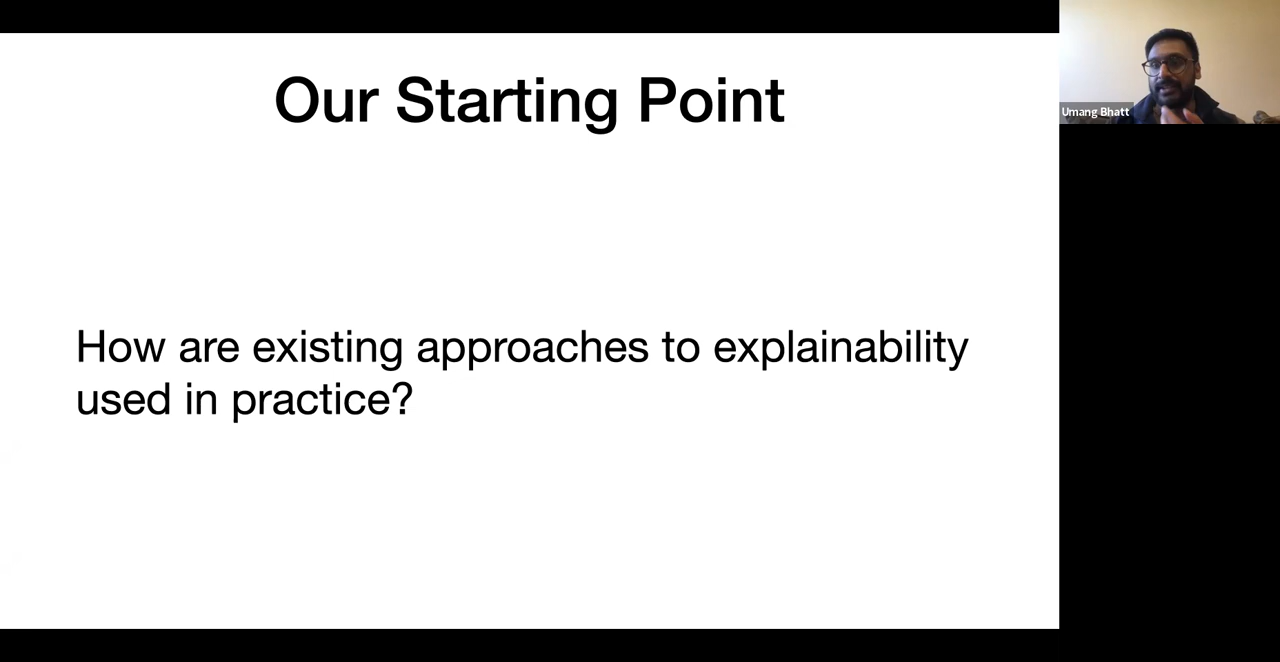 Our Starting Point
Umang Bhatt
How are existing approaches to explainability
used in practice?